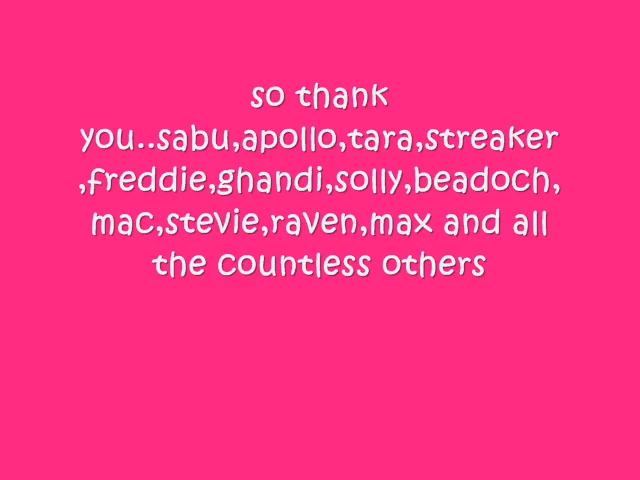 so thank
you..sabu,apollo,tara,streaker
,freddie,ghandi,solly,beadoch,
mac,stevie,raven,max and all
the countless others